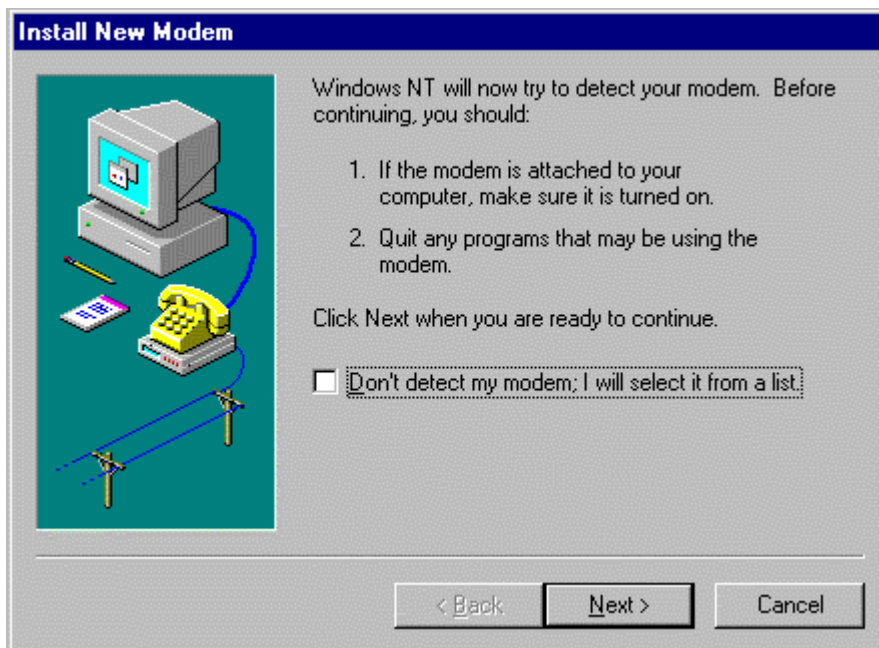 Install New Modem
Windows NT will now try to detect your modem. Before
continuing, you should:
1. If the modem is attached to your
computer, make sure it is turned on.
2. Quit any programs that may be using the
modem.
Click Next when you are ready to continue.
Don't detect my modem; I will select it from a list.
< Back
Next >
Cancel